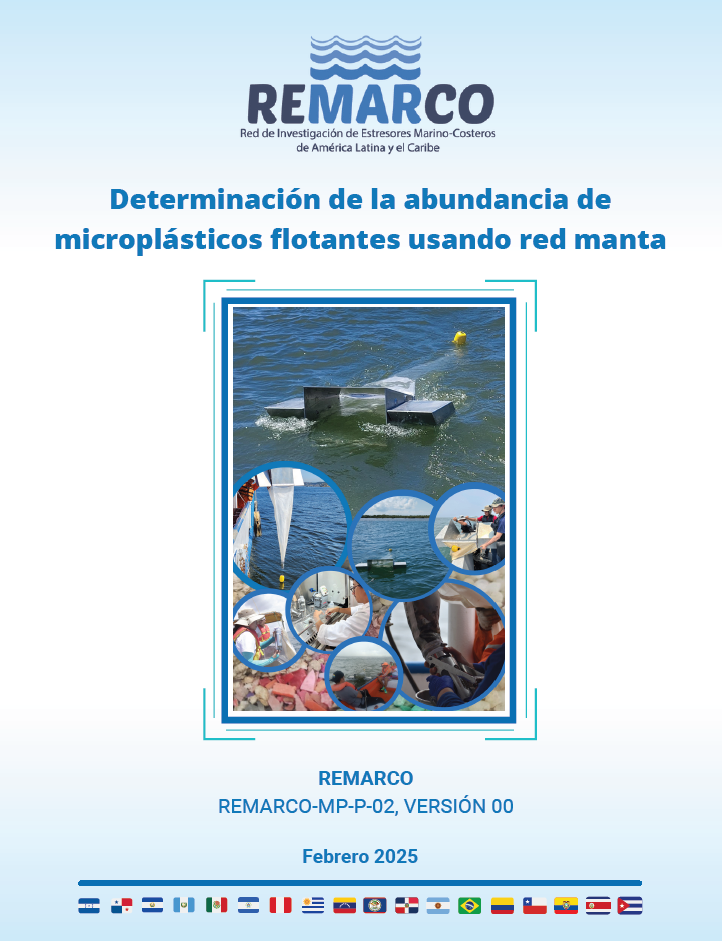 REMARCO
Red de Investigación de Estresores Marino-Costeros
de América Latina y el Caribe
Determinación de la abundancia de
microplásticos flotantes usando red manta
REMARCO
REMARCO-MP-P-02, VERSIÓN 00
Febrero 2025